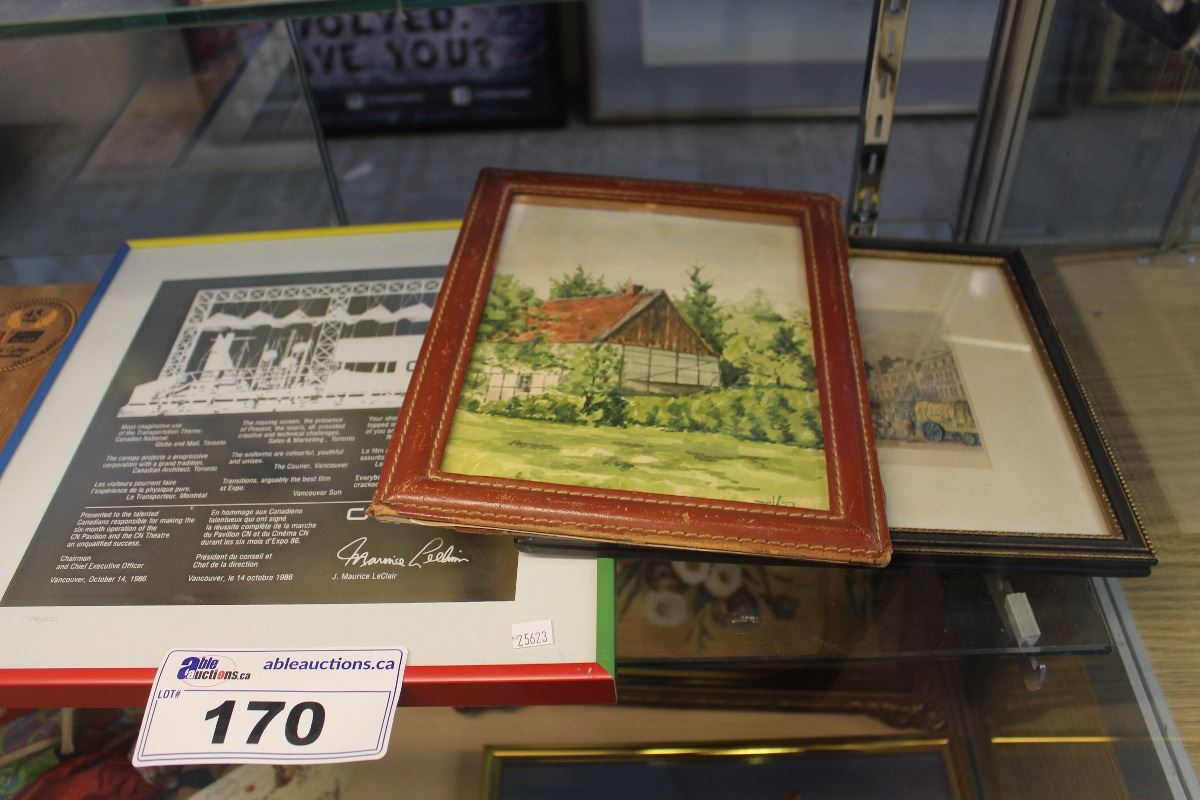 VOLVED.
AVE YOU?
Most imaginative use
of the Transportation Theme:
Canadian National.
Globe and Mail, Toronto
The canopy projects a progressive
corporation with a grand tradition.
Canadian Architect, Toronto
Les visiteurs pourront faire
l'expérience de la physique pure.
Le Transporteur, Montréal
The moving screen, the presence
of Pinsent, the lasers, all provided
creative and technical challenges.
Sales & Marketing, Toronto
The uniforms are colourful, youthful
and unisex.
The Courier, Vancouver
Transitions, arguably the best film
at Expo.
Vancouver Sun
Your show
topped o
of you at
Le film
assurés
Everyb
cracked
Presented to the talented
Canadians responsible for making the
six-month operation of the
CN Pavilion and the CN Theatre
an unqualified success.
Chairman
and Chief Executive Officer
Vancouver, October 14, 1986
En hommage aux Canadiens
talentueux qui ont signé
la réussite complète de la marche
du Pavillon CN et du Cinéma CN
durant les six mois d'Expo 86.
Président du conseil et
Chef de la direction
Vancouver, le 14 octobre 1986
J. Maurice LeClair
25623
able auctions.ca
ableauctions.ca
LOT#
170